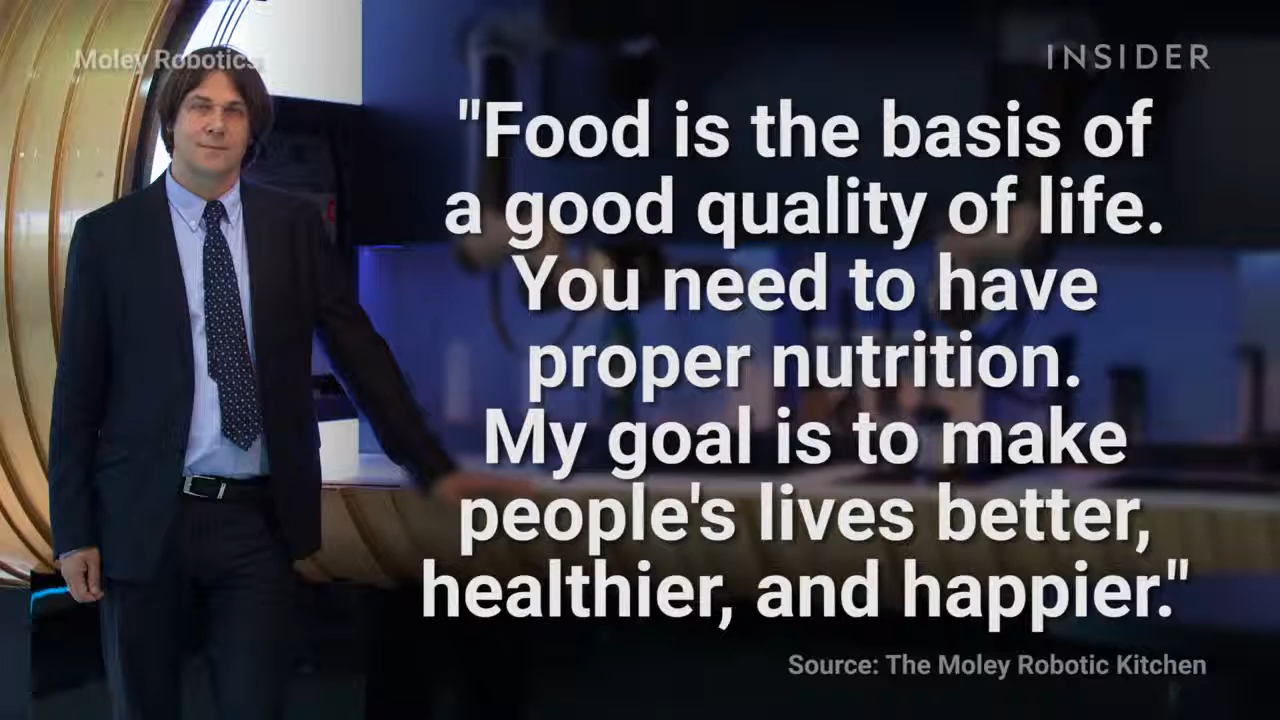 Moley Robotics
INSIDER
"Food is the basis of
a good quality of life.
You need to have
proper nutrition.
My goal is to make
people's lives better,
healthier, and happier."
Source: The Moley Robotic Kitchen